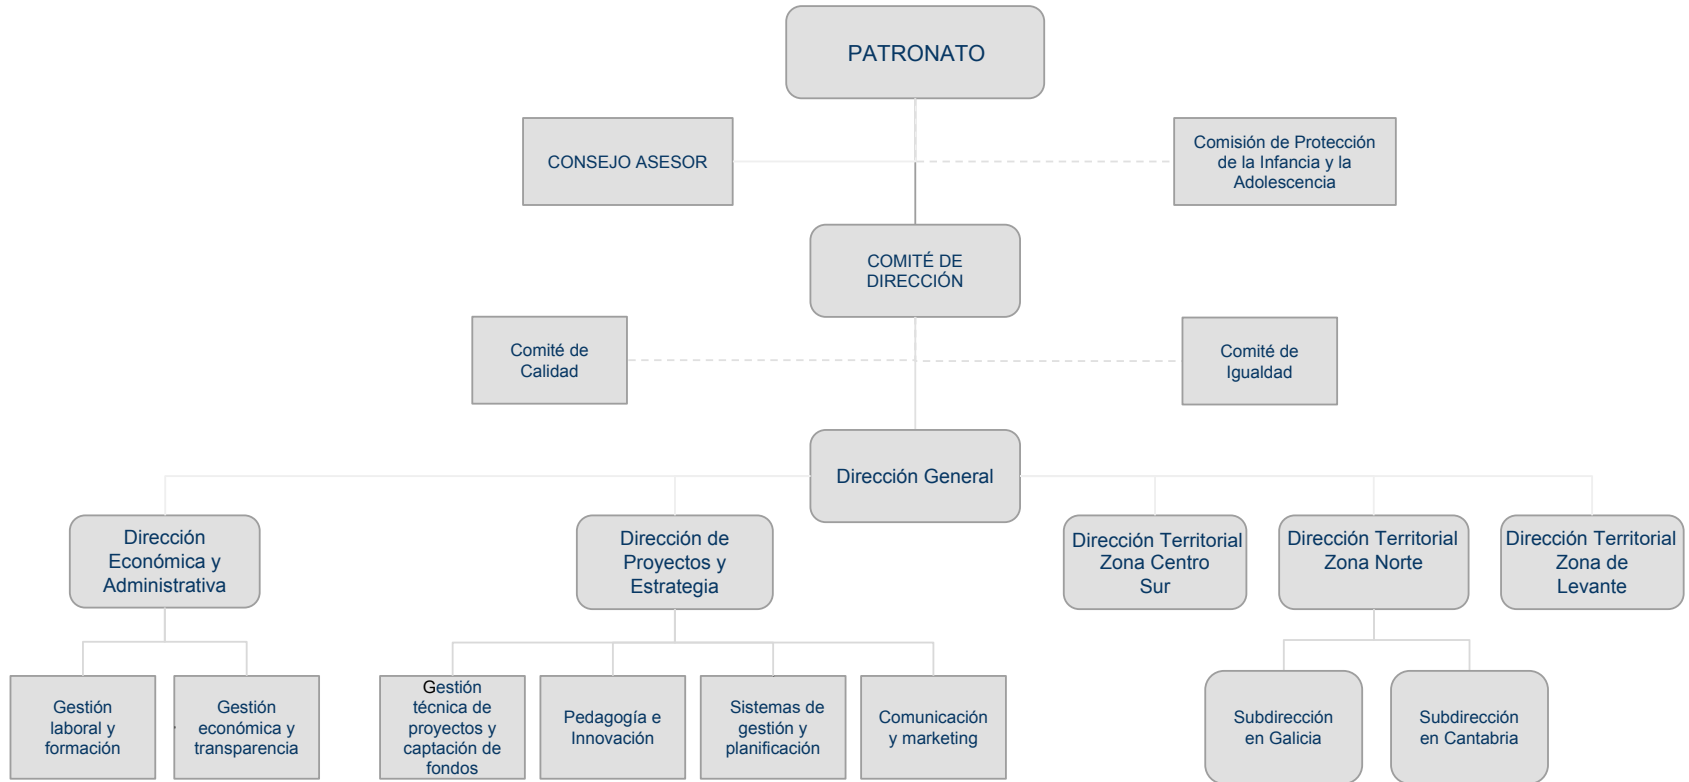 PATRONATO
CONSEJO ASESOR
Comisión de Protección
de la Infancia y la
Adolescencia
COMITÉ DE
DIRECCIÓN
Comité de
Calidad
Comité de
Igualdad
Dirección General
Dirección
Económica y
Administrativa
Dirección de
Proyectos y
Estrategia
Dirección Territorial
Zona Centro
Sur
Dirección Territorial
Zona Norte
Dirección Territorial
Zona de
Levante
Gestión
laboral y
formación
Gestión
económica y
transparencia
Gestión
técnica de
proyectos y
captación de
fondos
Pedagogía e
Innovación
Sistemas de
gestión y
planificación
Comunicación
y marketing
Subdirección
en Galicia
Subdirección
en Cantabria